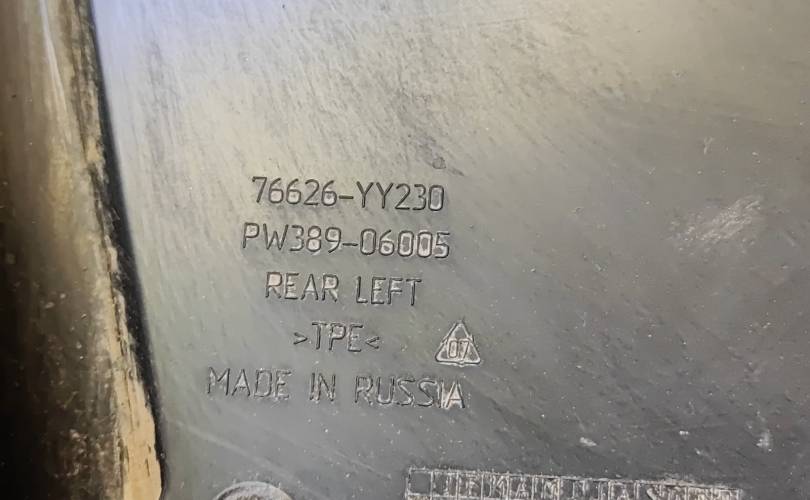 76626-YY230
PW389-06005
REAR LEFT
>TPE<
07
MADE IN RUSSIA